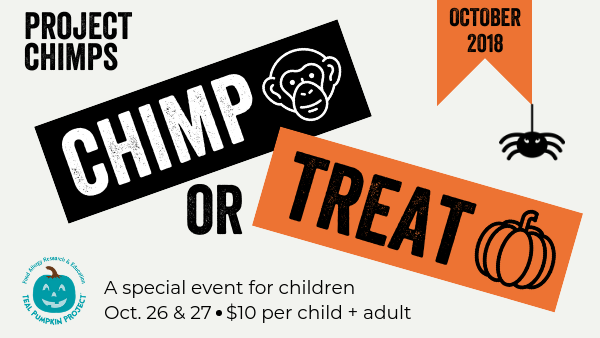 PROJECT
CHIMPS
OCTOBER
2018
CHIMP
OR
TREAT
Food Allergy Research & Education
TEAL PUMPKIN PROJECT
A special event for children
Oct. 26 & 27 • $10 per child + adult